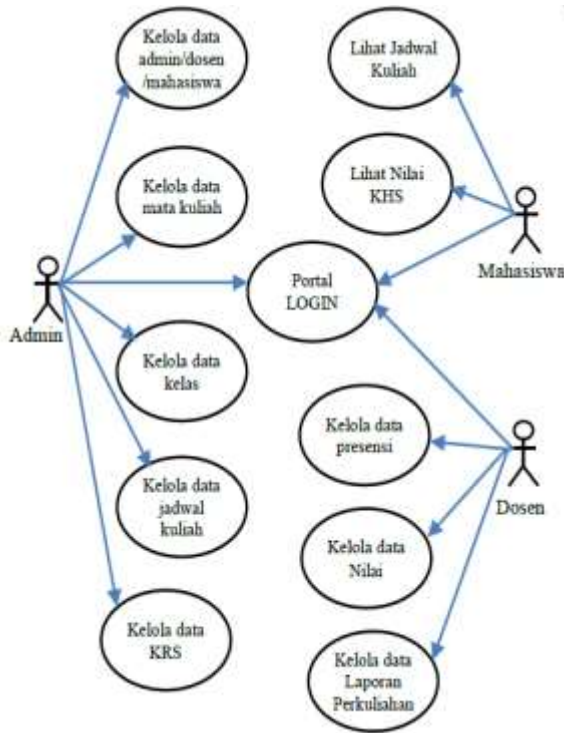 Kelola data
admin/dosen
/mahasiswa
Lihat Jadwal
Kuliah
Kelola data
mata kuliah
Lihat Nilai
KHS
Mahasiswa
Portal
LOGIN
Admin
Kelola data
kelas
Kelola data
presensi
Dosen
Kelola data
jadwal
kuliah
Kelola data
Nilai
Kelola data
KRS
Kelola data
Laporan
Perkuliahan